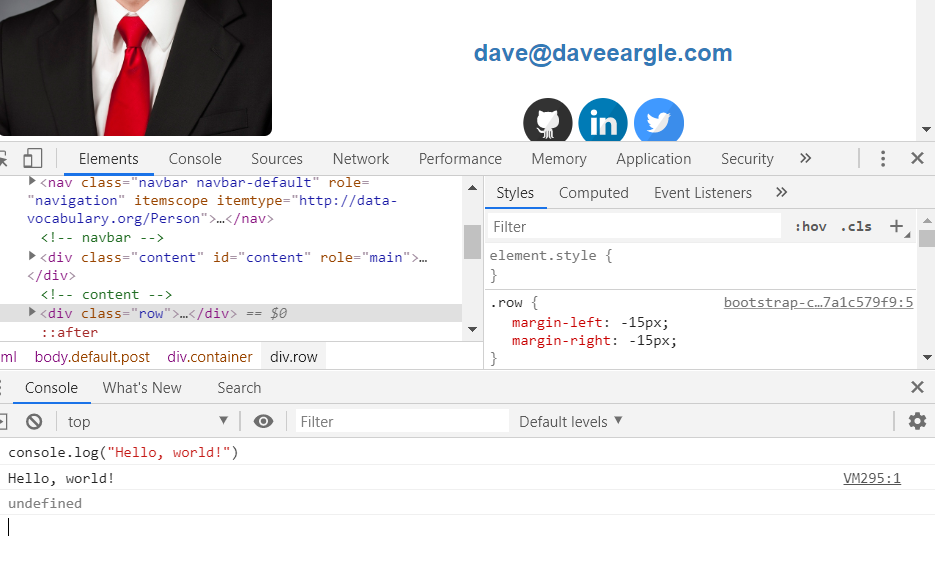 dave@daveeargle.com
in
Elements Console Sources Network Performance Memory Application Security »
<nav class="navbar navbar-default" role=
"navigation" itemscope itemtype="http://data-
vocabulary.org/Person">…</nav>
<!-- navbar -->
<div class="content" id="content" role="main">…
</div>
<!-- content -->
<div class="row">…</div> == $0
::after
ml body.default.post div.container div.row
Styles Computed Event Listeners »
Filter :hov .cls +
element.style {
}
.row { bootstrap-c…7a1c579f9:5
margin-left: -15px;
margin-right: -15px;
}
Console What's New Search
top Filter Default levels
console.log("Hello, world!")
Hello, world! VM295:1
undefined